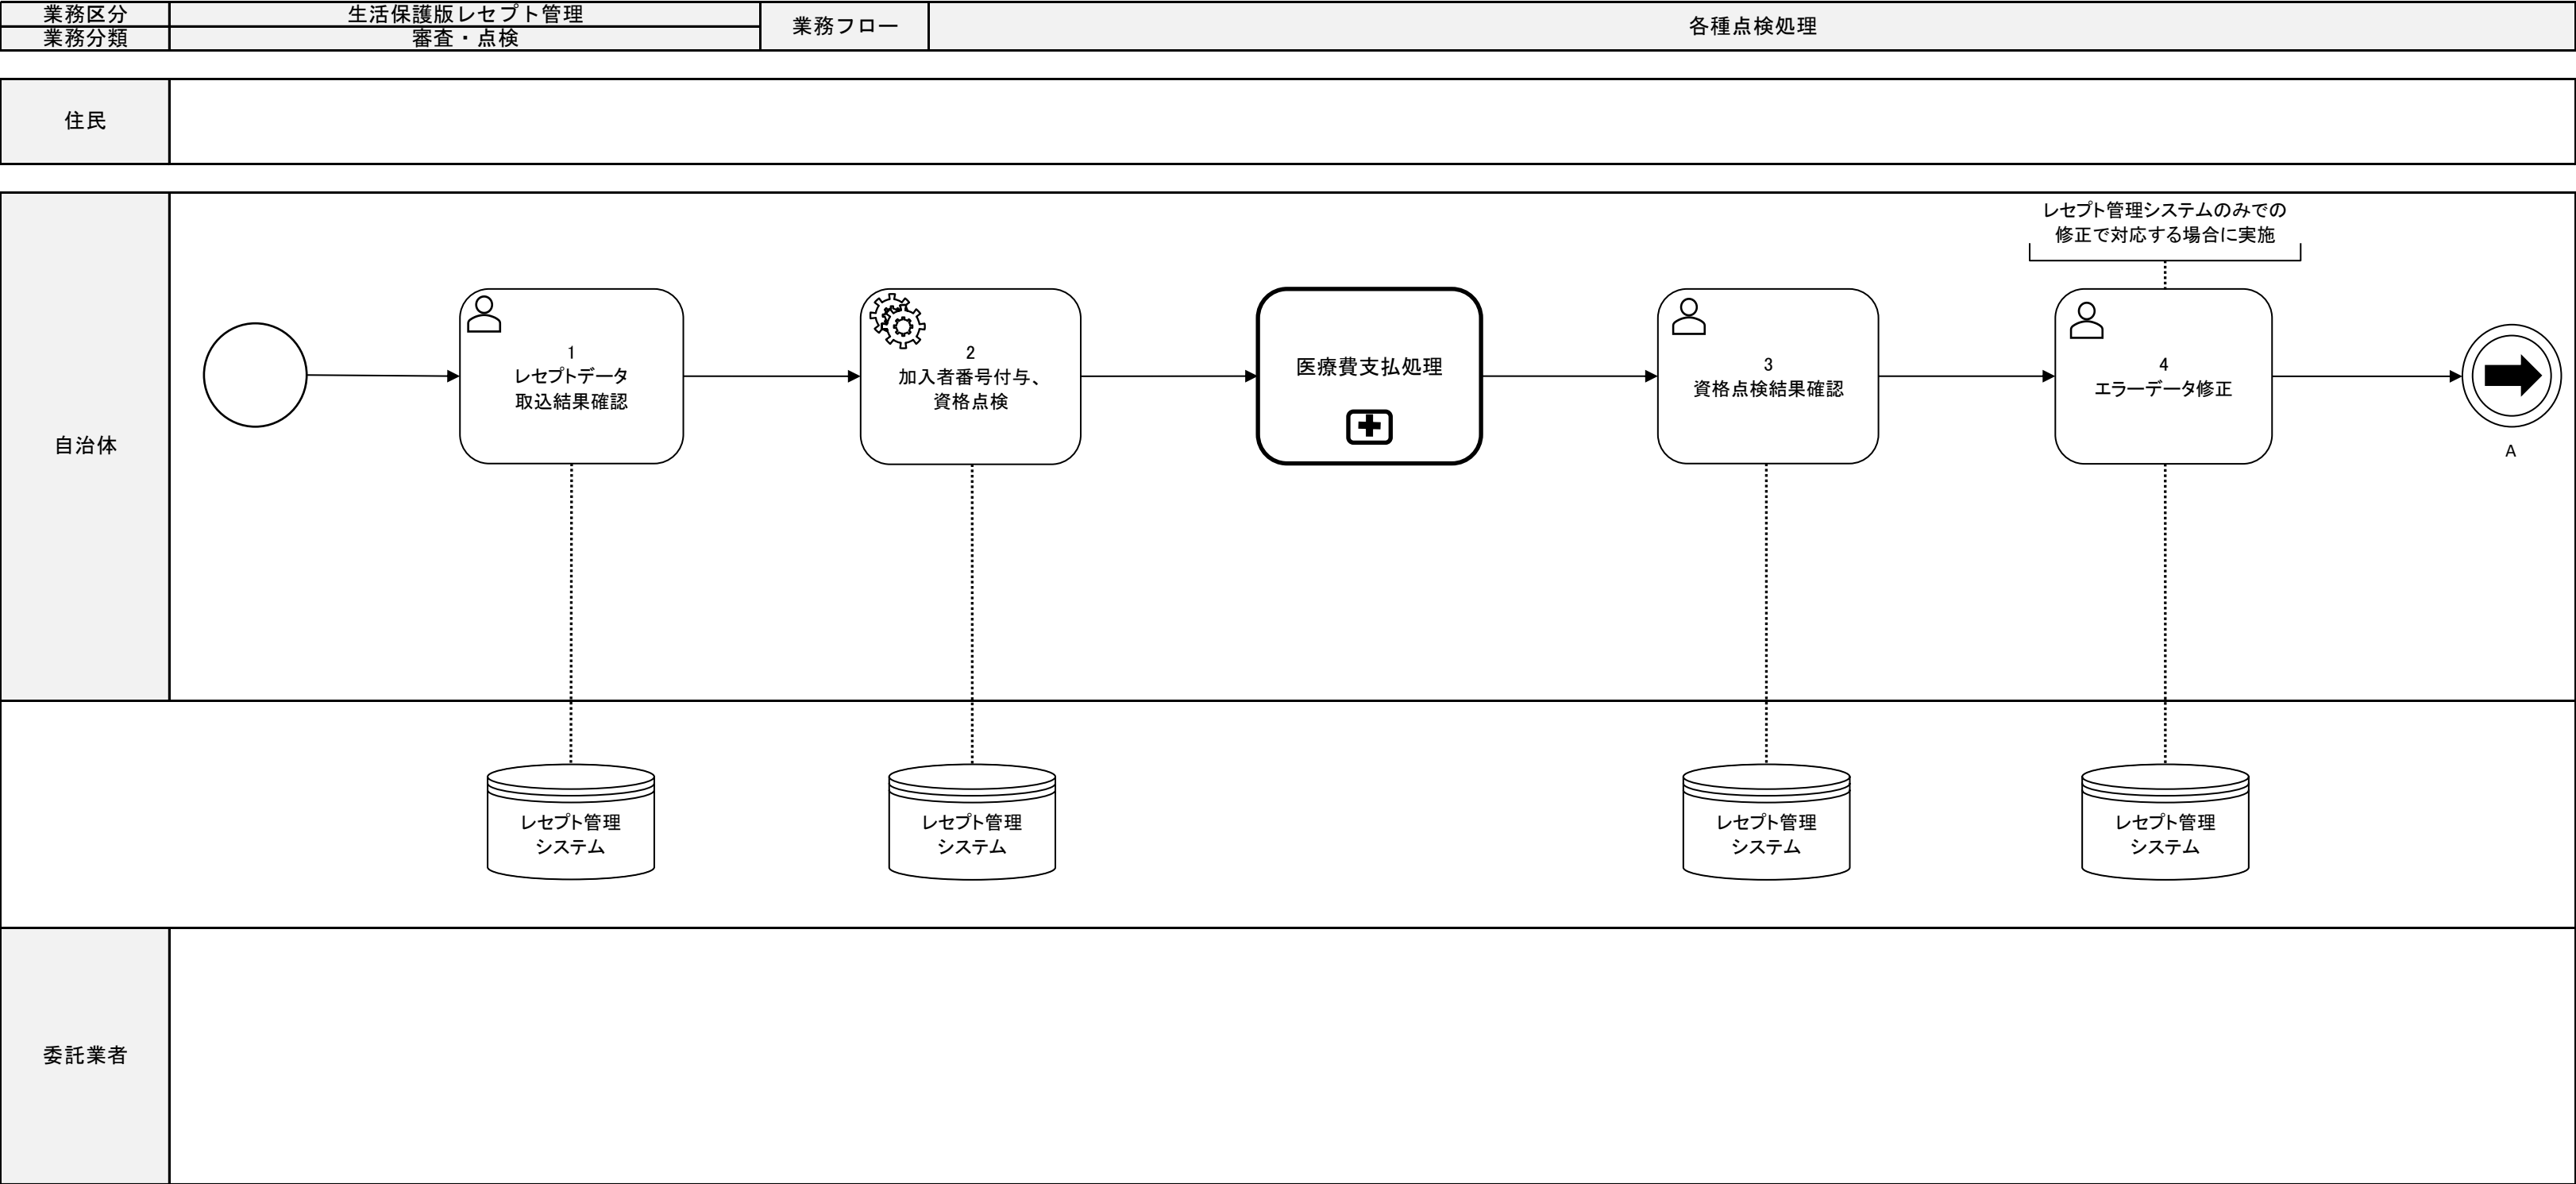 業務区分
生活保護版レセプト管理
業務分類
審査・点検
業務フロー
各種点検処理
住民
自治体
レセプト管理システムのみでの
修正で対応する場合に実施
1
レセプトデータ
取込結果確認
2
加入者番号付与、
資格点検
医療費支払処理
3
資格点検結果確認
4
エラーデータ修正
A
レセプト管理
システム
レセプト管理
システム
レセプト管理
システム
レセプト管理
システム
委託業者